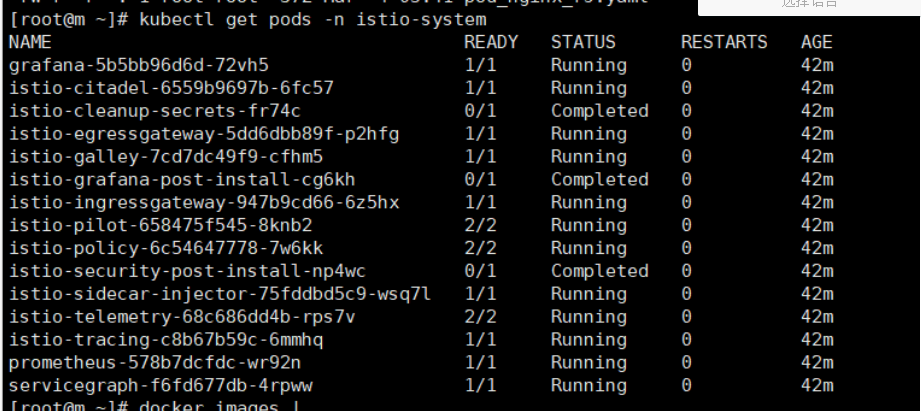 选择语言
[root@m ~]# kubectl get pods -n istio-system
NAME READY STATUS RESTARTS AGE
grafana-5b5bb96d6d-72vh5 1/1 Running 0 42m
istio-citadel-6559b9697b-6fc57 1/1 Running 0 42m
istio-cleanup-secrets-fr74c 0/1 Completed 0 42m
istio-egressgateway-5dd6dbb89f-p2hfg 1/1 Running 0 42m
istio-galley-7cd7dc49f9-cfhm5 1/1 Running 0 42m
istio-grafana-post-install-cg6kh 0/1 Completed 0 42m
istio-ingressgateway-947b9cd66-6z5hx 1/1 Running 0 42m
istio-pilot-658475f545-8knb2 2/2 Running 0 42m
istio-policy-6c54647778-7w6kk 2/2 Running 0 42m
istio-security-post-install-np4wc 0/1 Completed 0 42m
istio-sidecar-injector-75fddbd5c9-wsq7l 1/1 Running 0 42m
istio-telemetry-68c686dd4b-rps7v 2/2 Running 0 42m
istio-tracing-c8b67b59c-6mmhq 1/1 Running 0 42m
prometheus-578b7dcfdc-wr92n 1/1 Running 0 42m
servicegraph-f6fd677db-4rpww 1/1 Running 0 42m
[root@m ~]# docker images |